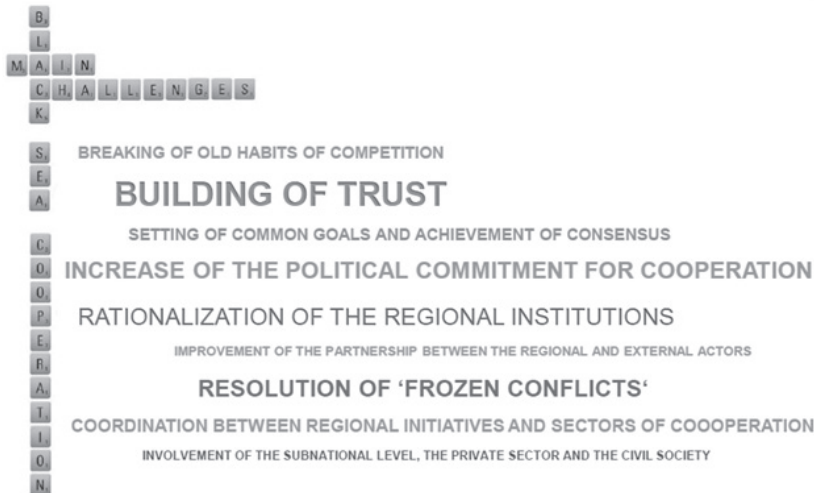 BLACK
MAIN
CHALLENGES
SEA
BREAKING OF OLD HABITS OF COMPETITION
BUILDING OF TRUST
SETTING OF COMMON GOALS AND ACHIEVEMENT OF CONSENSUS
COOPERATION
INCREASE OF THE POLITICAL COMMITMENT FOR COOPERATION
RATIONALIZATION OF THE REGIONAL INSTITUTIONS
IMPROVEMENT OF THE PARTNERSHIP BETWEEN THE REGIONAL AND EXTERNAL ACTORS
RESOLUTION OF ‘FROZEN CONFLICTS‘
COORDINATION BETWEEN REGIONAL INITIATIVES AND SECTORS OF COOOPERATION
INVOLVEMENT OF THE SUBNATIONAL LEVEL, THE PRIVATE SECTOR AND THE CIVIL SOCIETY